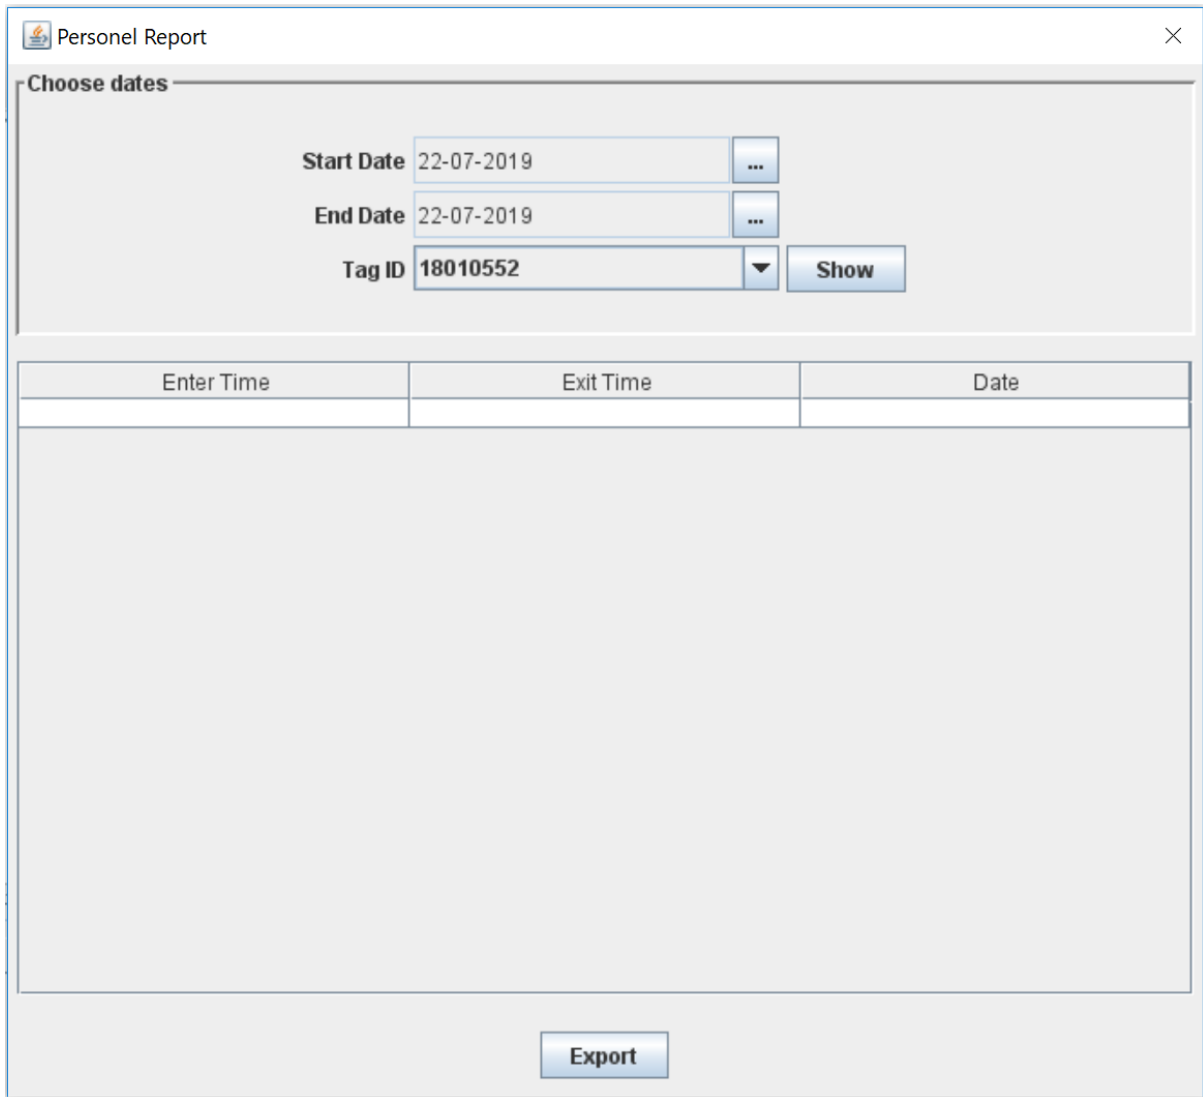 Personel Report
Choose dates
Start Date 22-07-2019 ...
End Date 22-07-2019 ...
Tag ID 18010552 Show
Enter Time Exit Time Date
Export